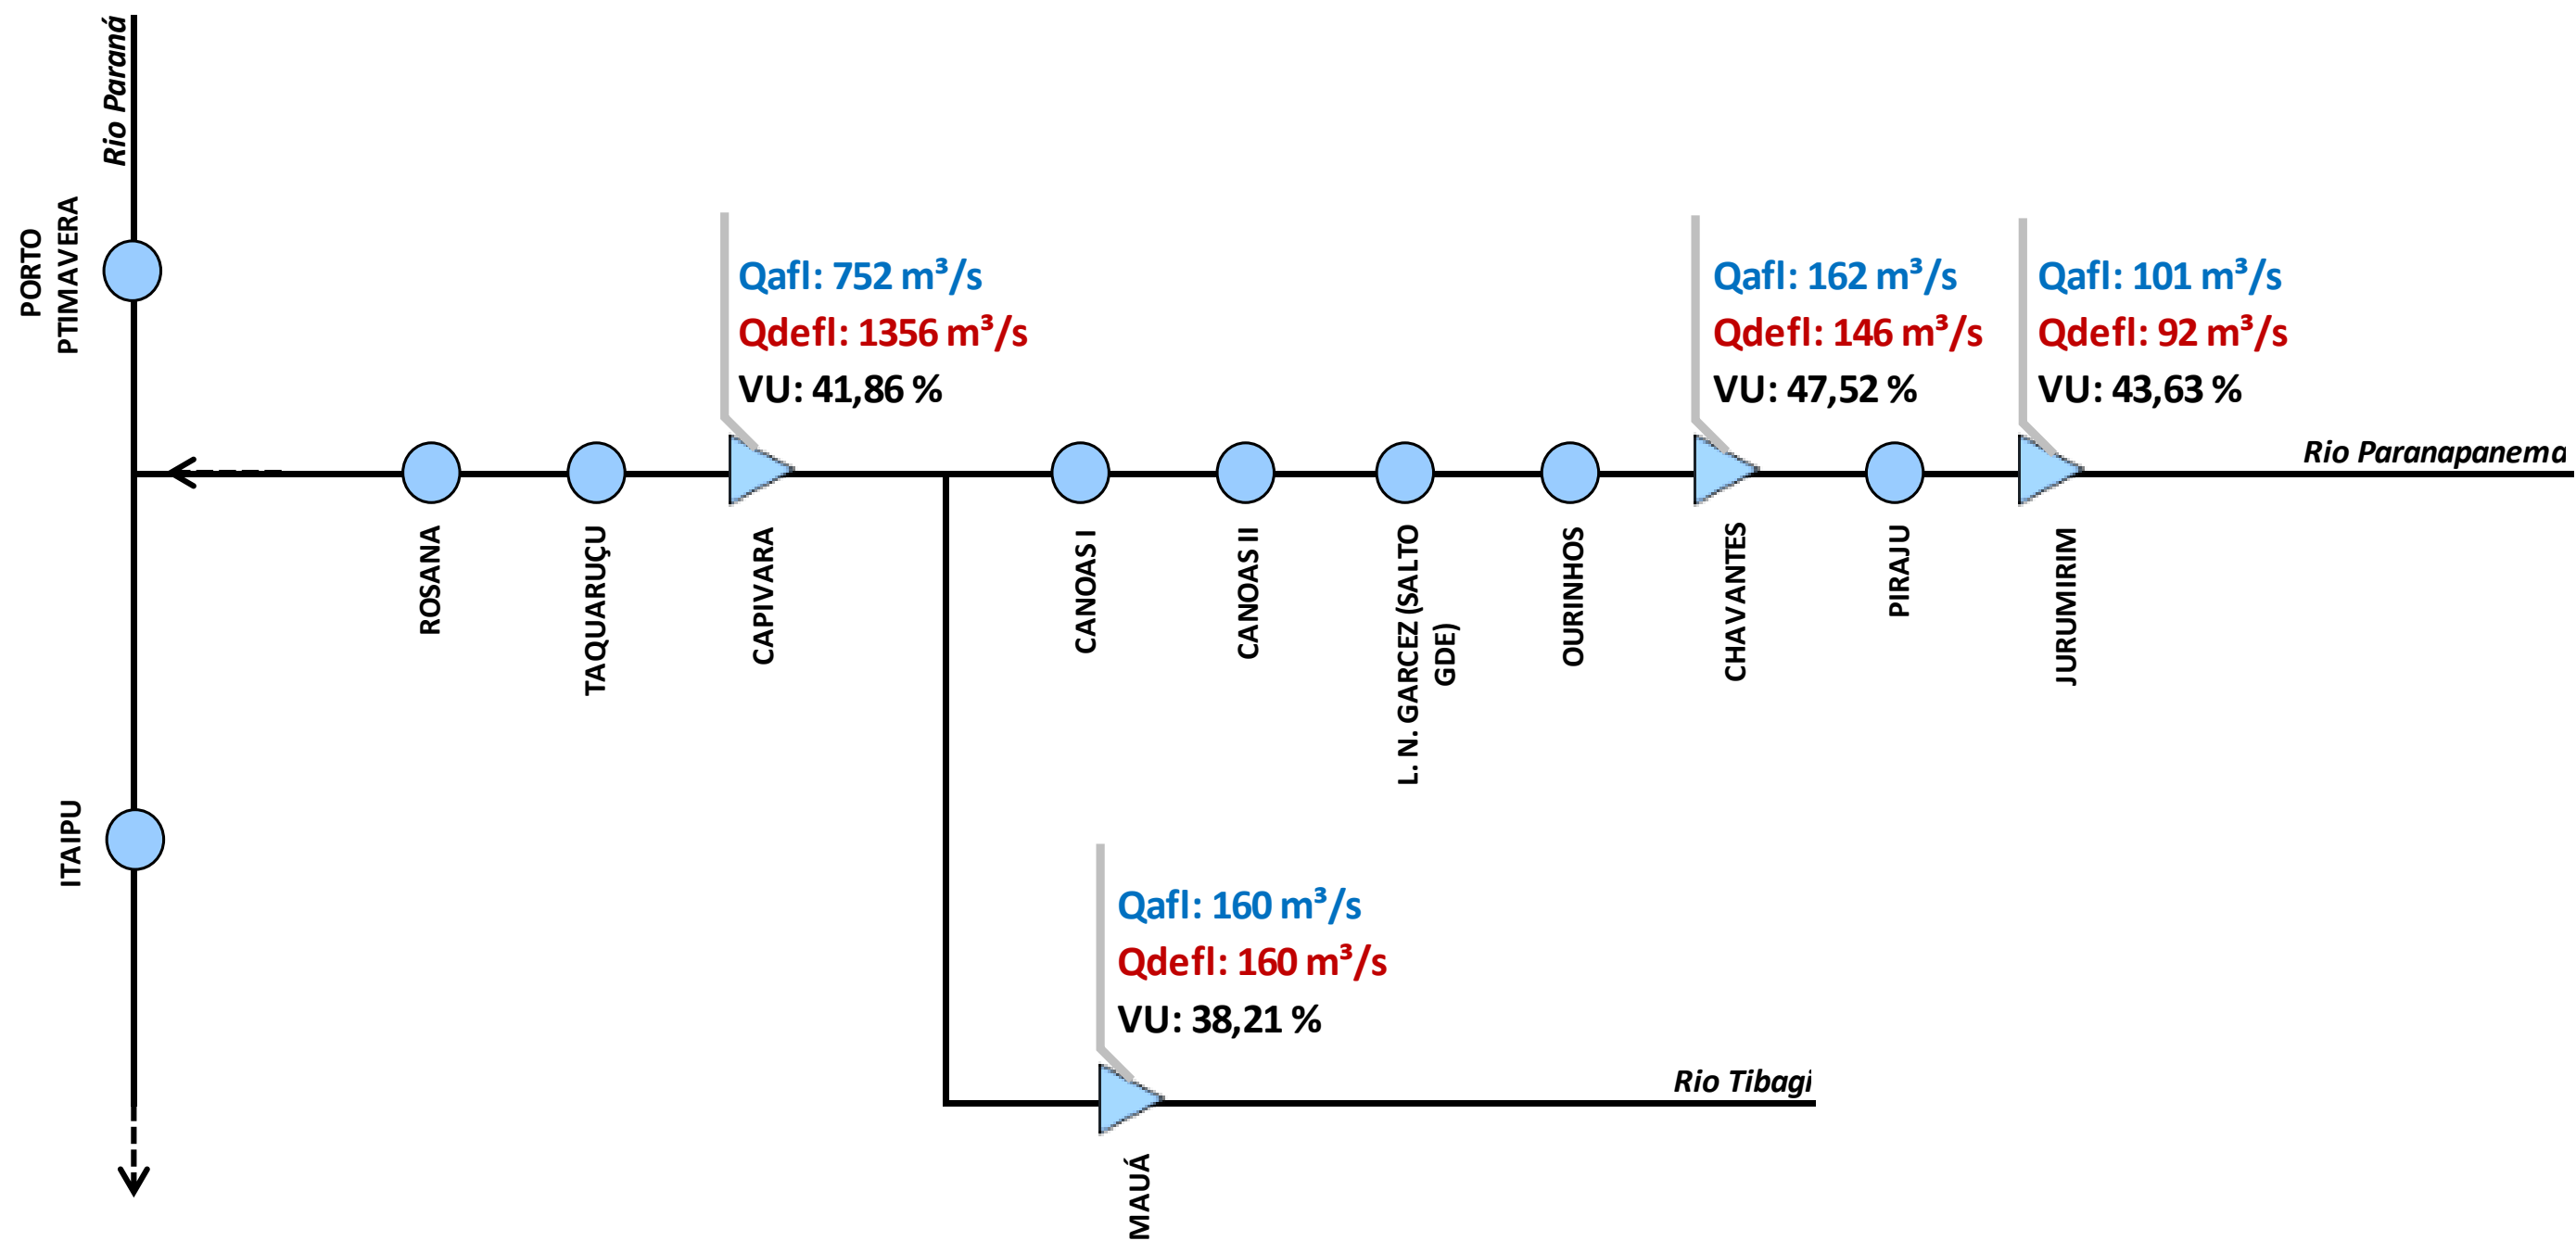 Rio Paraná
PORTO
PTIMAVERA
Qafl: 752 m³/s
Qdefl: 1356 m³/s
VU: 41,86 %
Qafl: 162 m³/s
Qdefl: 146 m³/s
VU: 47,52 %
Qafl: 101 m³/s
Qdefl: 92 m³/s
VU: 43,63 %
Rio Paranapanema
ROSANA
TAQUARUÇU
CAPIVARA
CANOAS I
CANOAS II
L. N. GARCEZ (SALTO
GDE)
OURINHOS
CHAVANTES
PIRAJU
JURUMIRIM
ITAIPU
Qafl: 160 m³/s
Qdefl: 160 m³/s
VU: 38,21 %
Rio Tibagi
MAUÁ